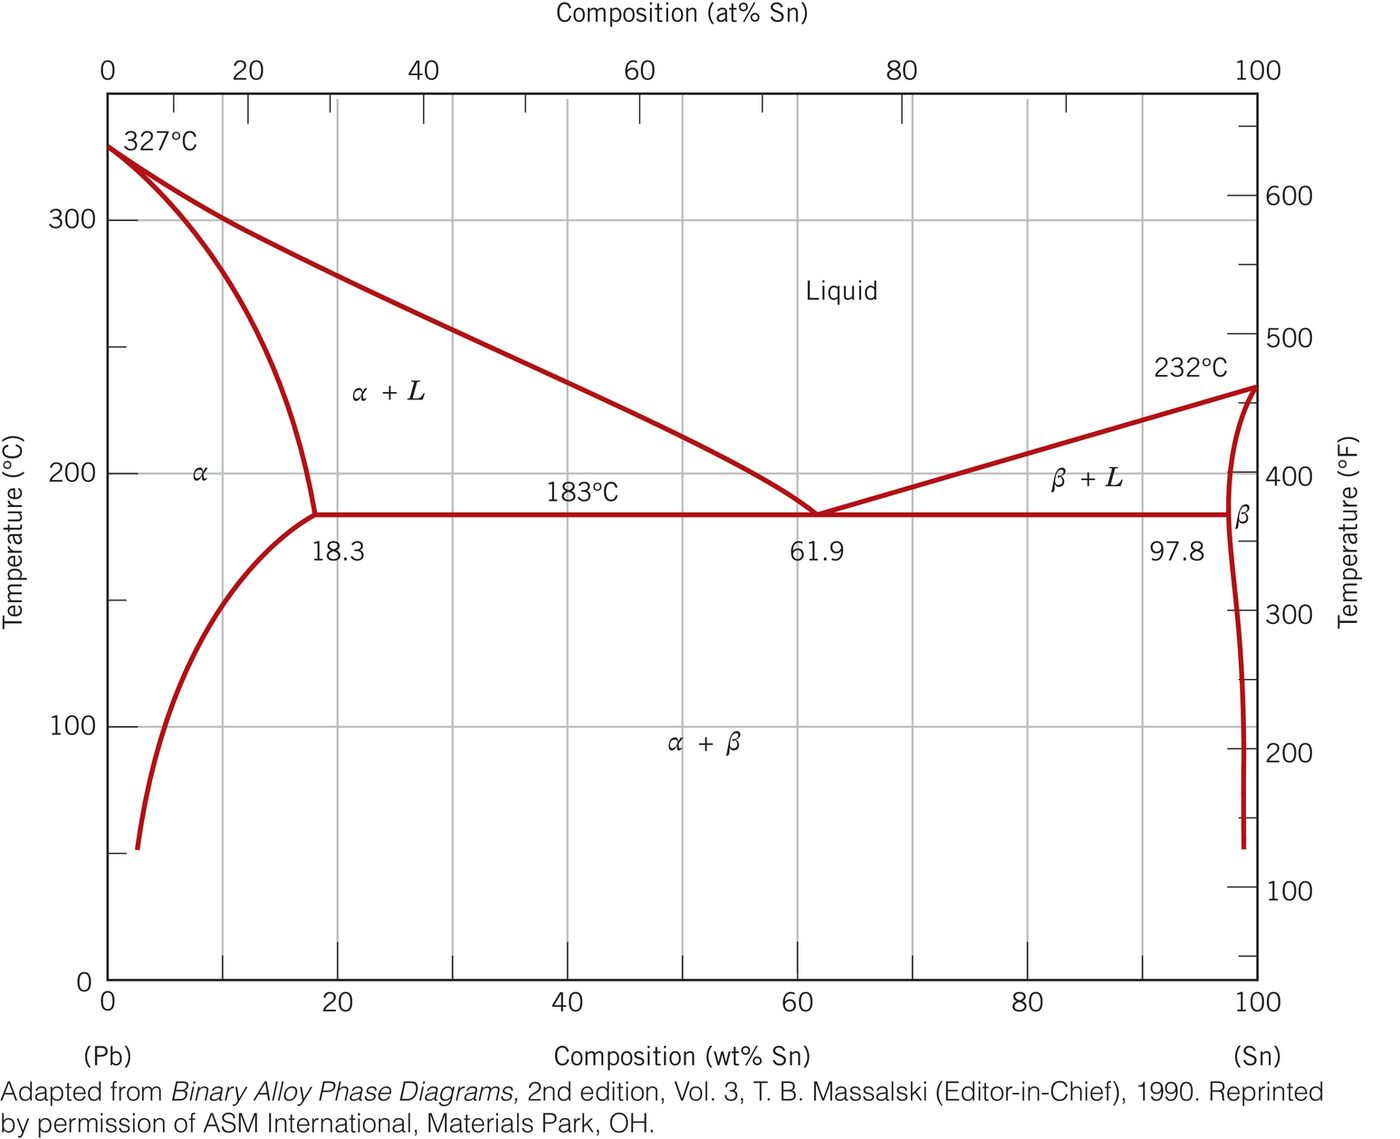 Composition (at% Sn)
0 20 40 60 80 100
327°C
600
300
Liquid
500
232°C
α + L
α
200
β + L
400
183°C
β
18.3
61.9
97.8
300
100
α + β
200
100
0
Temperature (°C)
Temperature (°F)
0 20 40 60 80 100
(Pb) Composition (wt% Sn) (Sn)
Adapted from Binary Alloy Phase Diagrams, 2nd edition, Vol. 3, T. B. Massalski (Editor-in-Chief), 1990. Reprinted
by permission of ASM International, Materials Park, OH.